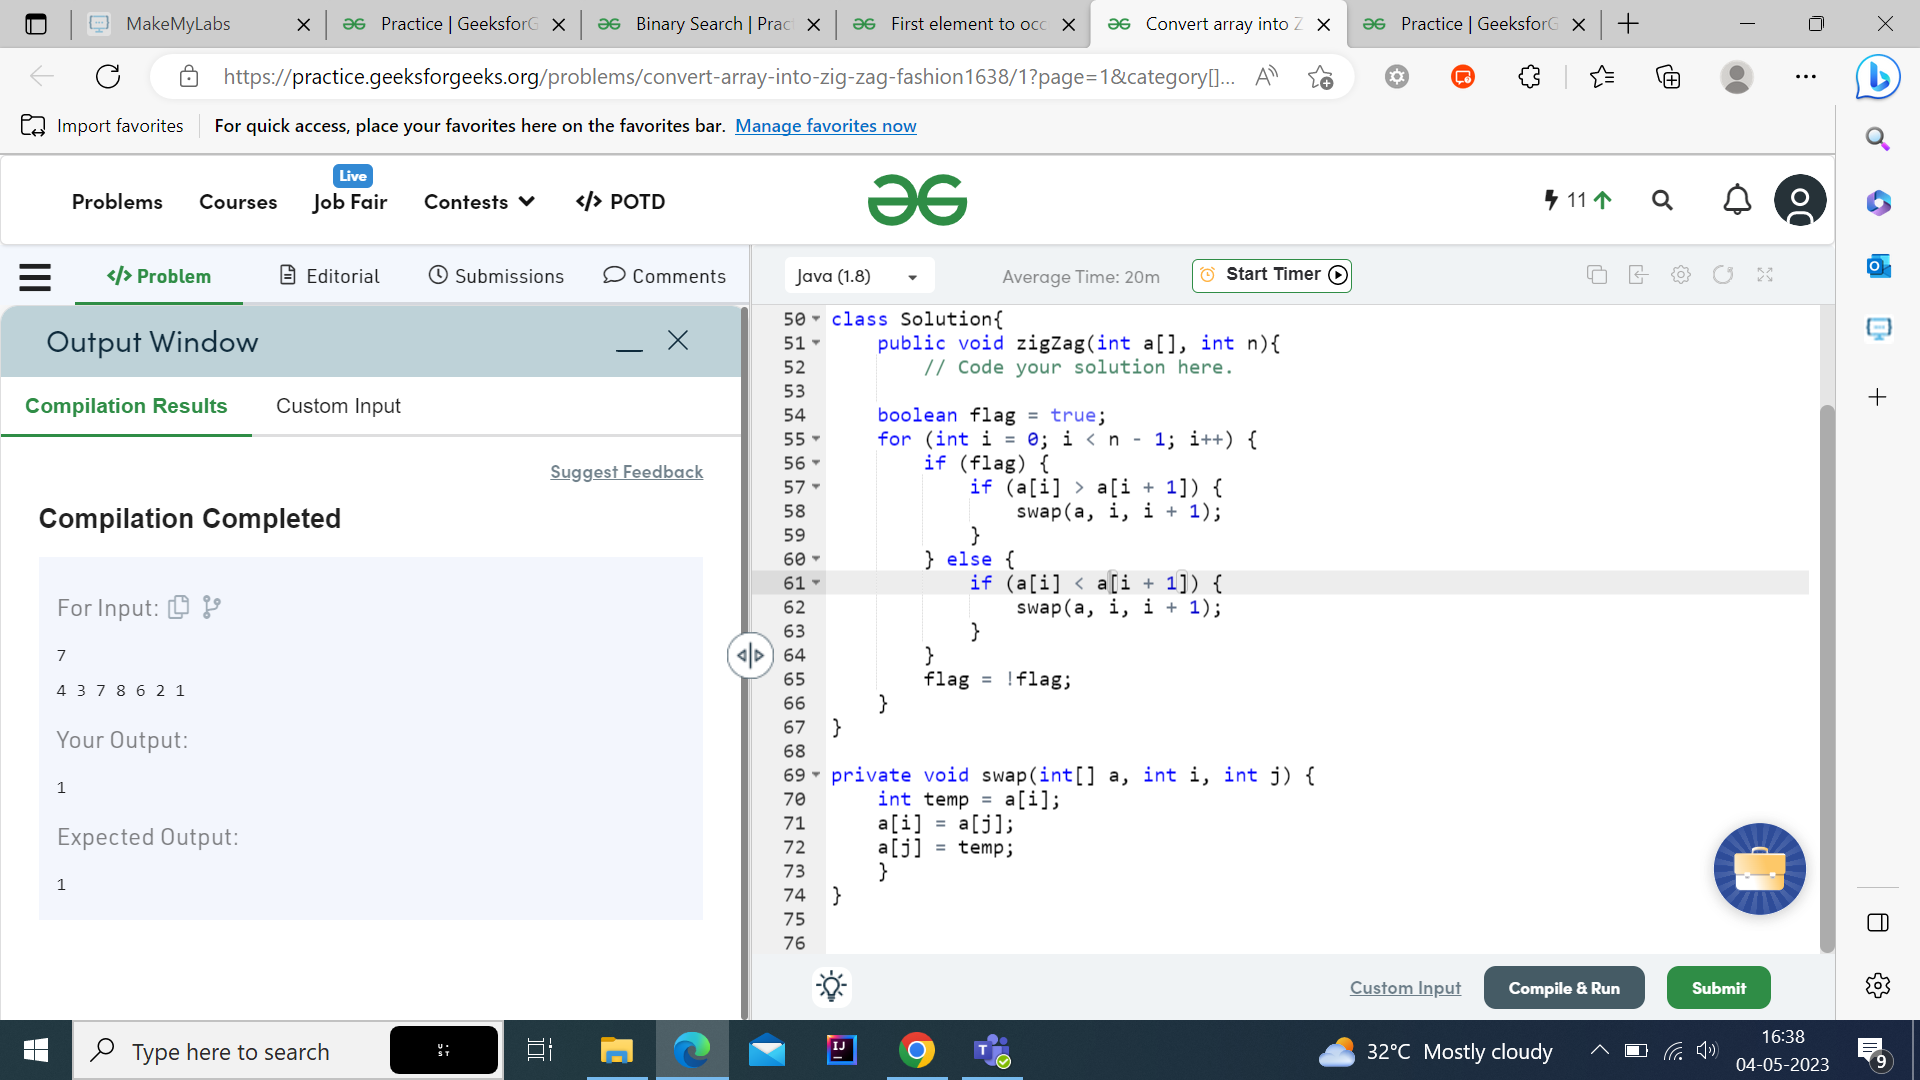 MakeMyLabs
Practice | GeeksforG
Binary Search | Prac
First element to occ
Convert array into Z
Practice | GeeksforG
https://practice.geeksforgeeks.org/problems/convert-array-into-zig-zag-fashion1638/1?page=1&category[]...
Import favorites
For quick access, place your favorites here on the favorites bar. Manage favorites now
Problems
Courses
Live
Job Fair
Contests
</> POTD
11
</> Problem
Editorial
Submissions
Comments
Java (1.8)
Average Time: 20m
Start Timer
Output Window
Compilation Results
Custom Input
Suggest Feedback
Compilation Completed
For Input:
7
4 3 7 8 6 2 1
Your Output:
1
Expected Output:
1
50 class Solution{
51 public void zigZag(int a[], int n){
52 // Code your solution here.
53
54 boolean flag = true;
55 for (int i = 0; i < n - 1; i++) {
56 if (flag) {
57 if (a[i] > a[i + 1]) {
58 swap(a, i, i + 1);
59 }
60 } else {
61 if (a[i] < a[i + 1]) {
62 swap(a, i, i + 1);
63 }
64 }
65 flag = !flag;
66 }
67 }
68
69 private void swap(int[] a, int i, int j) {
70 int temp = a[i];
71 a[i] = a[j];
72 a[j] = temp;
73 }
74 }
75
76
Custom Input
Compile & Run
Submit
Type here to search
U ST
32°C Mostly cloudy
16:38
04-05-2023
9